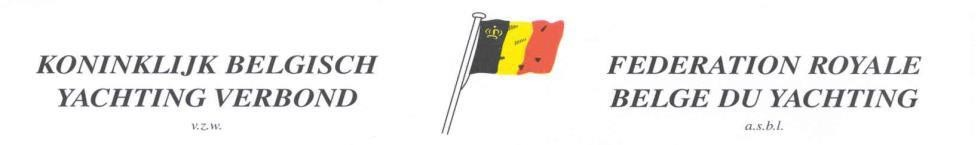 KONINKLIJK BELGISCH
YACHTING VERBOND
v.z.w.
FEDERATION ROYALE
BELGE DU YACHTING
a.s.b.l.